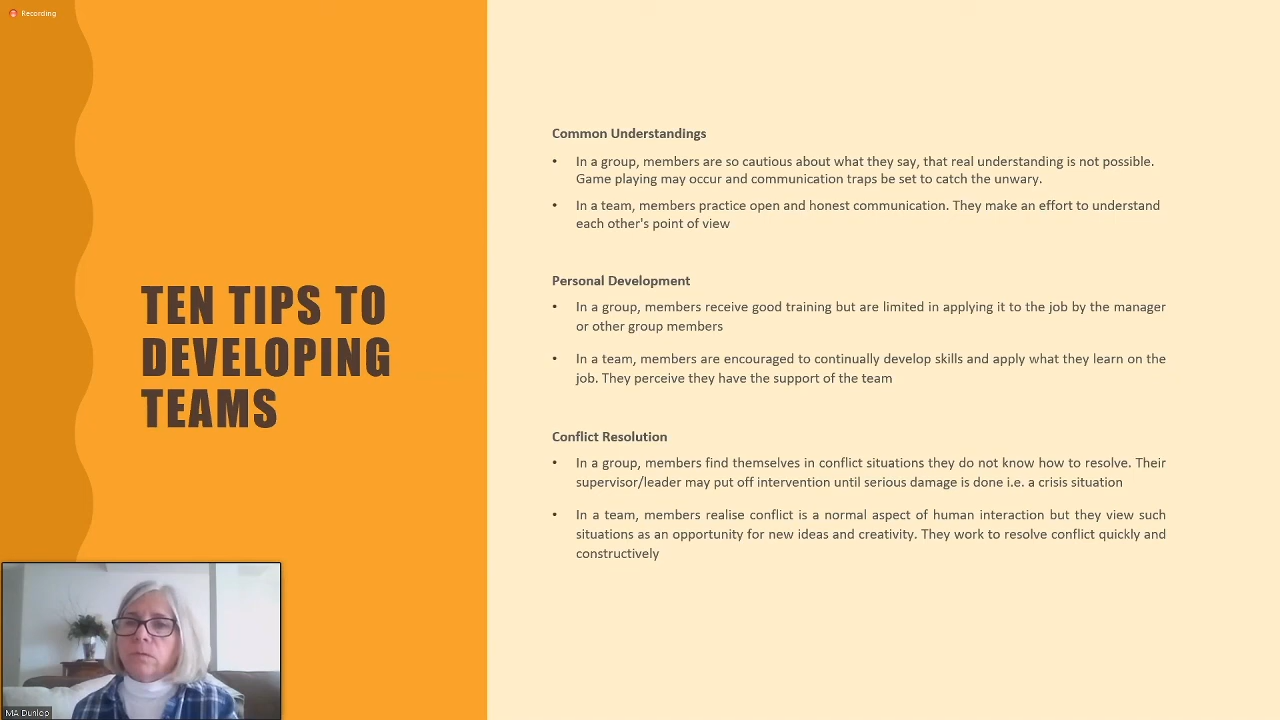 Recording
TEN TIPS TO
DEVELOPING
TEAMS
Common Understandings
• In a group, members are so cautious about what they say, that real understanding is not possible.
Game playing may occur and communication traps be set to catch the unwary.
• In a team, members practice open and honest communication. They make an effort to understand
each other's point of view
Personal Development
• In a group, members receive good training but are limited in applying it to the job by the manager
or other group members
• In a team, members are encouraged to continually develop skills and apply what they learn on the
job. They perceive they have the support of the team
Conflict Resolution
• In a group, members find themselves in conflict situations they do not know how to resolve. Their
supervisor/leader may put off intervention until serious damage is done i.e. a crisis situation
• In a team, members realise conflict is a normal aspect of human interaction but they view such
situations as an opportunity for new ideas and creativity. They work to resolve conflict quickly and
constructively
MA Dunlop